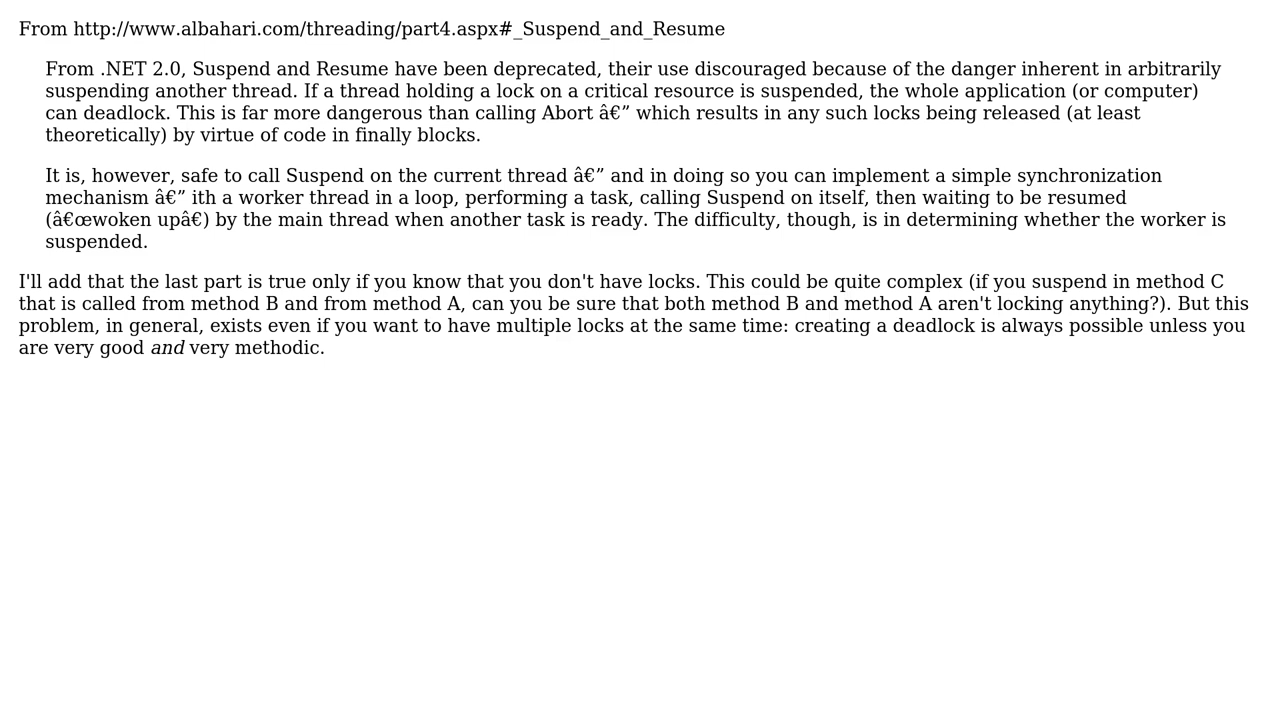 From http://www.albahari.com/threading/part4.aspx#_Suspend_and_Resume
From .NET 2.0, Suspend and Resume have been deprecated, their use discouraged because of the danger inherent in arbitrarily
suspending another thread. If a thread holding a lock on a critical resource is suspended, the whole application (or computer)
can deadlock. This is far more dangerous than calling Abort â€” which results in any such locks being released (at least
theoretically) by virtue of code in finally blocks.
It is, however, safe to call Suspend on the current thread â€” and in doing so you can implement a simple synchronization
mechanism â€” ith a worker thread in a loop, performing a task, calling Suspend on itself, then waiting to be resumed
(â€œwoken upâ€) by the main thread when another task is ready. The difficulty, though, is in determining whether the worker is
suspended.
I'll add that the last part is true only if you know that you don't have locks. This could be quite complex (if you suspend in method C
that is called from method B and from method A, can you be sure that both method B and method A aren't locking anything?). But this
problem, in general, exists even if you want to have multiple locks at the same time: creating a deadlock is always possible unless you
are very good and very methodic.